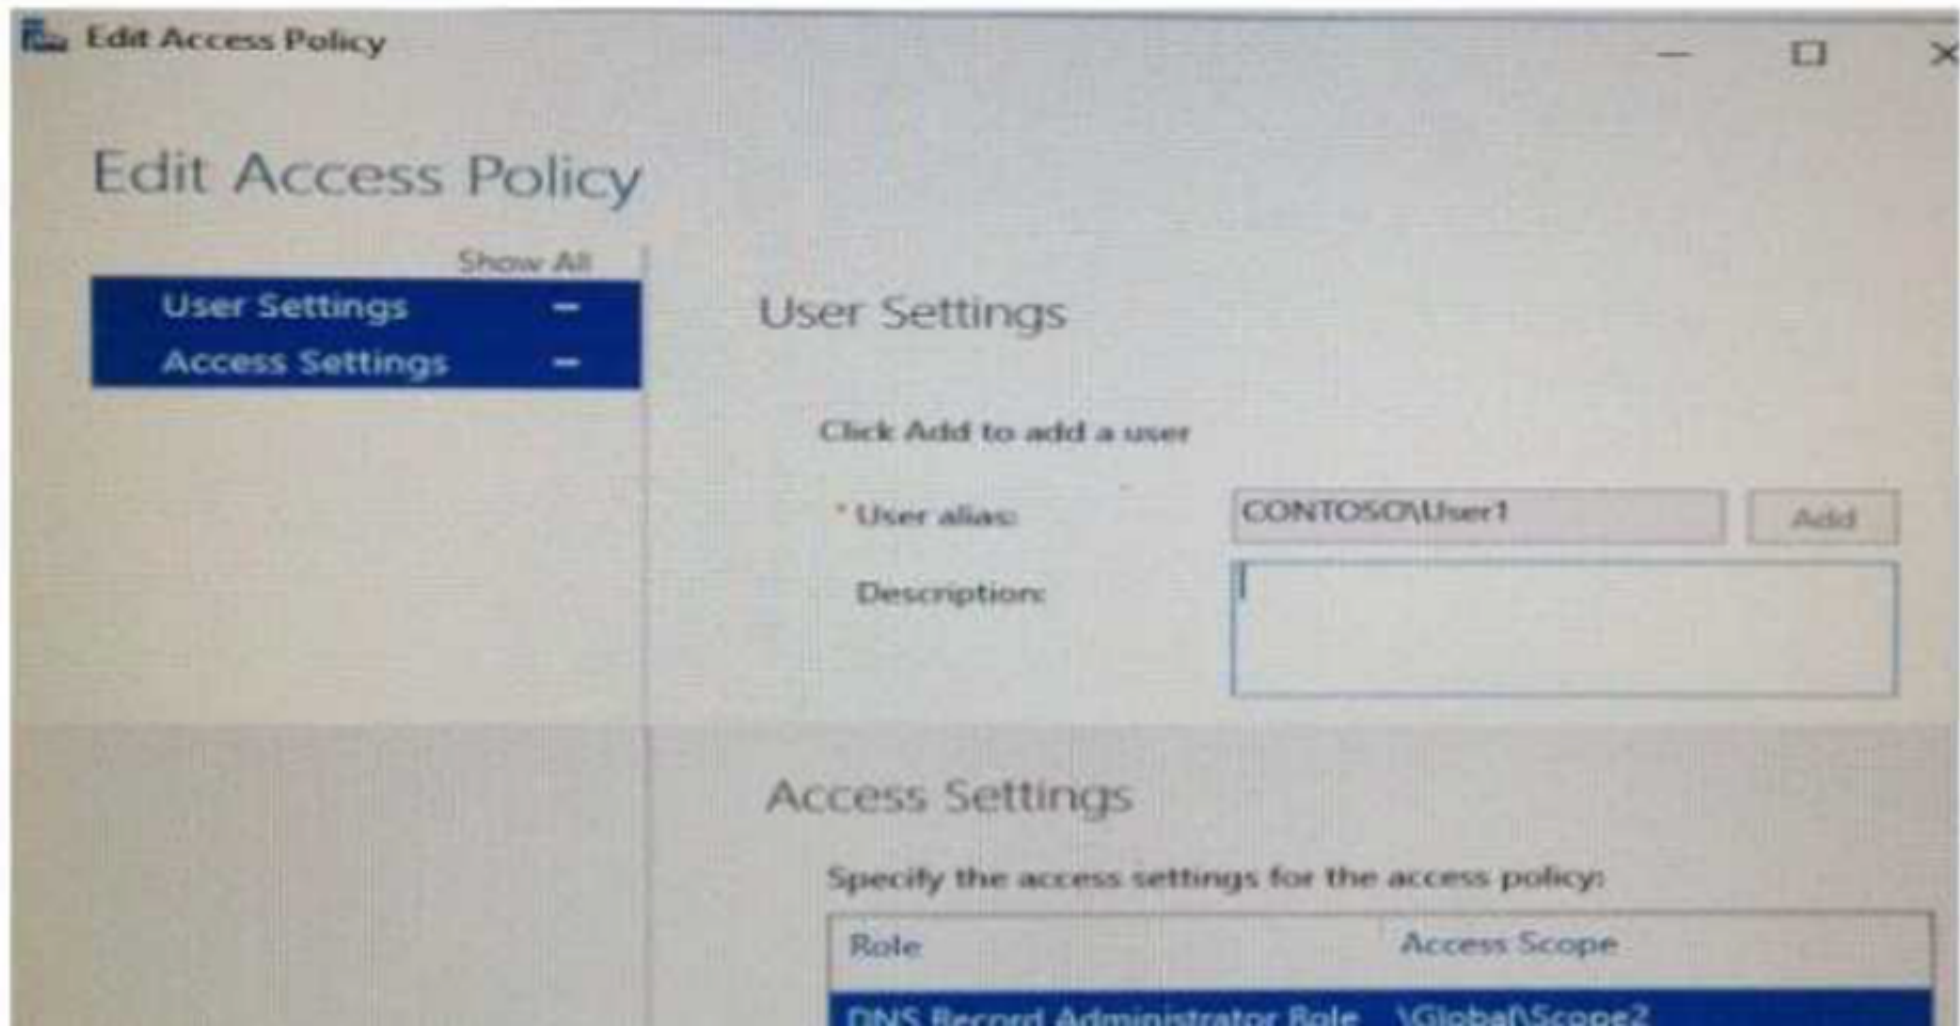 Edit Access Policy
Edit Access Policy
Show All
User Settings
Access Settings
User Settings
Click Add to add a user
* User alias: CONTOSO\User1 Add
Description:
Access Settings
Specify the access settings for the access policy:
Role Access Scope
DNS Record Administrator Role \Global\Scope2